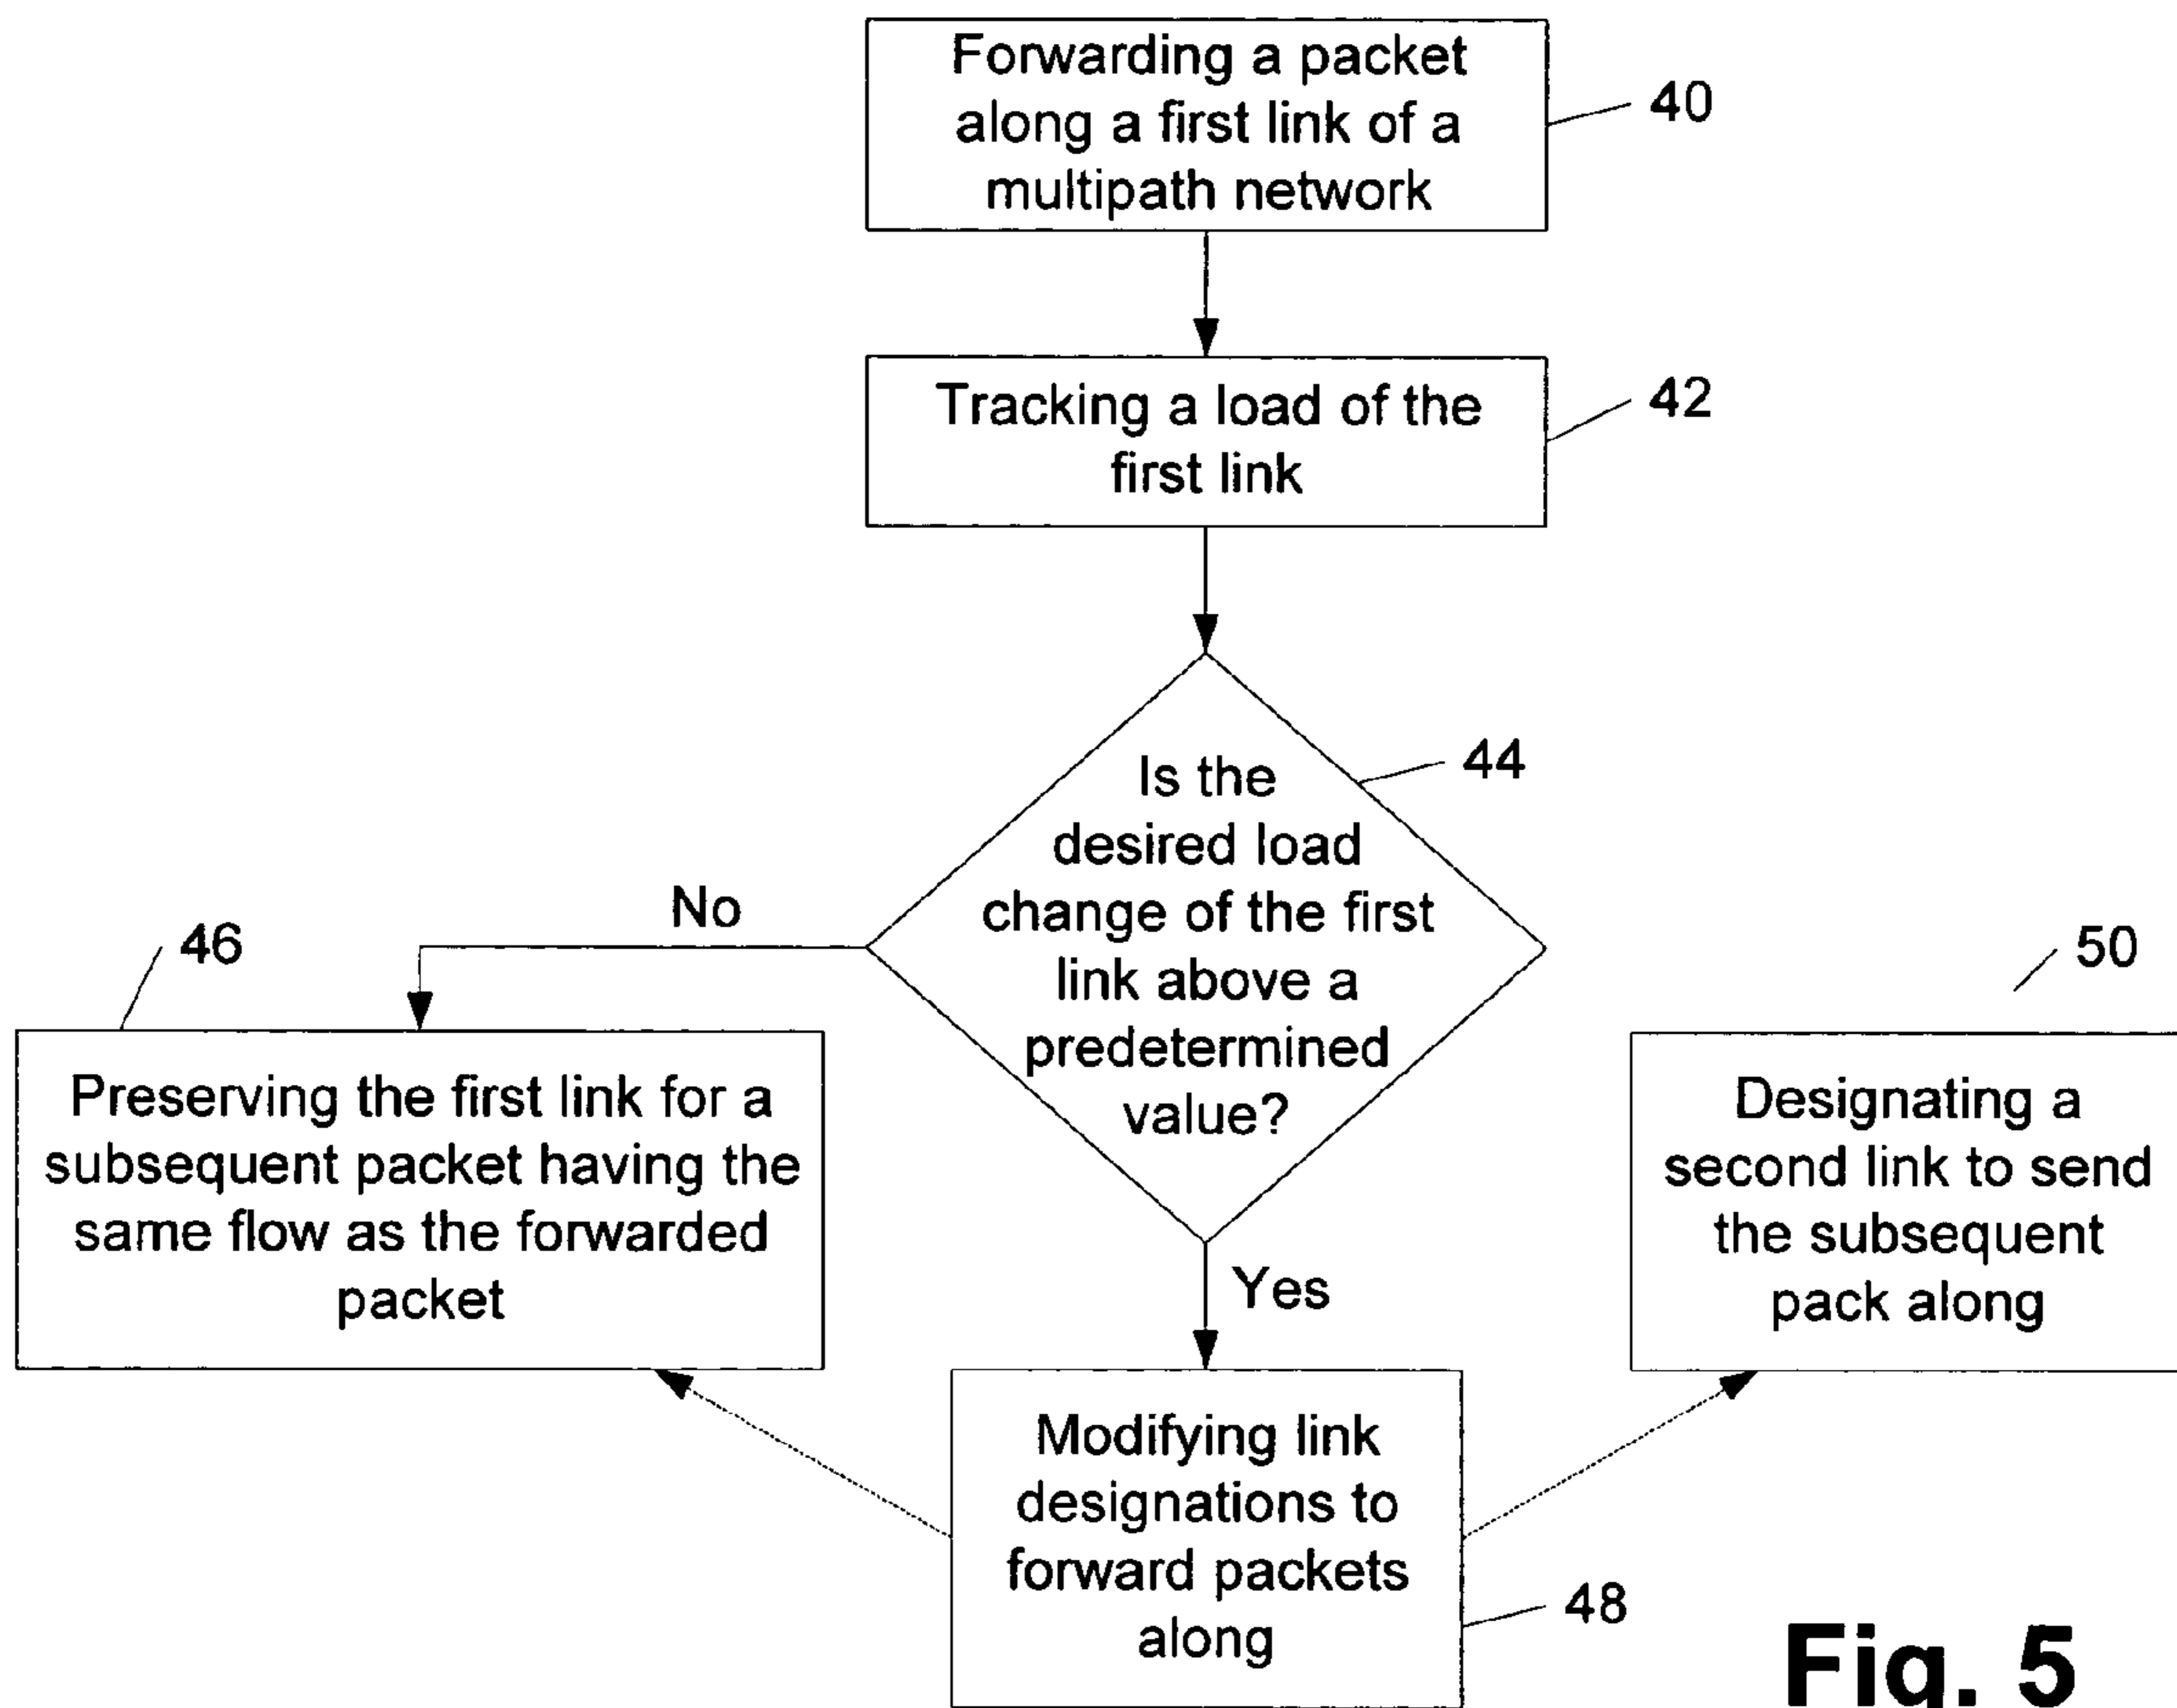 Forwarding a packet
along a first link of a
multipath network
40
Tracking a load of the
first link
42
Is the
desired load
change of the first
link above a
predetermined
value?
44
No
46
Preserving the first link for a
subsequent packet having the
same flow as the forwarded
packet
50
Designating a
second link to send
the subsequent
pack along
Yes
Modifying link
designations to
forward packets
along
48
Fig. 5